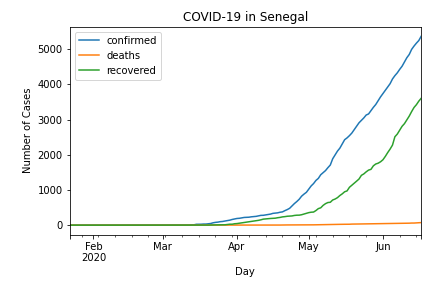 COVID-19 in Senegal
confirmed
deaths
recovered
Number of Cases
5000
4000
3000
2000
1000
0
Feb
2020
Mar
Apr
May
Jun
Day